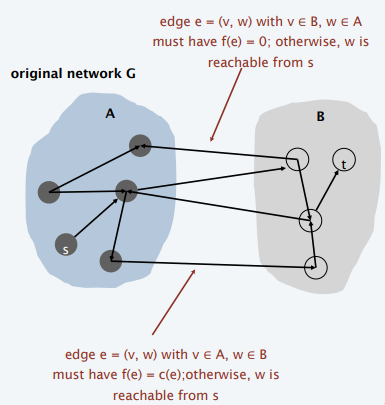 edge e = (v, w) with v ∈ B, w ∈ A
must have f(e) = 0; otherwise, w is
reachable from s
original network G
A
B
t
s
edge e = (v, w) with v ∈ A, w ∈ B
must have f(e) = c(e);otherwise, w is
reachable from s